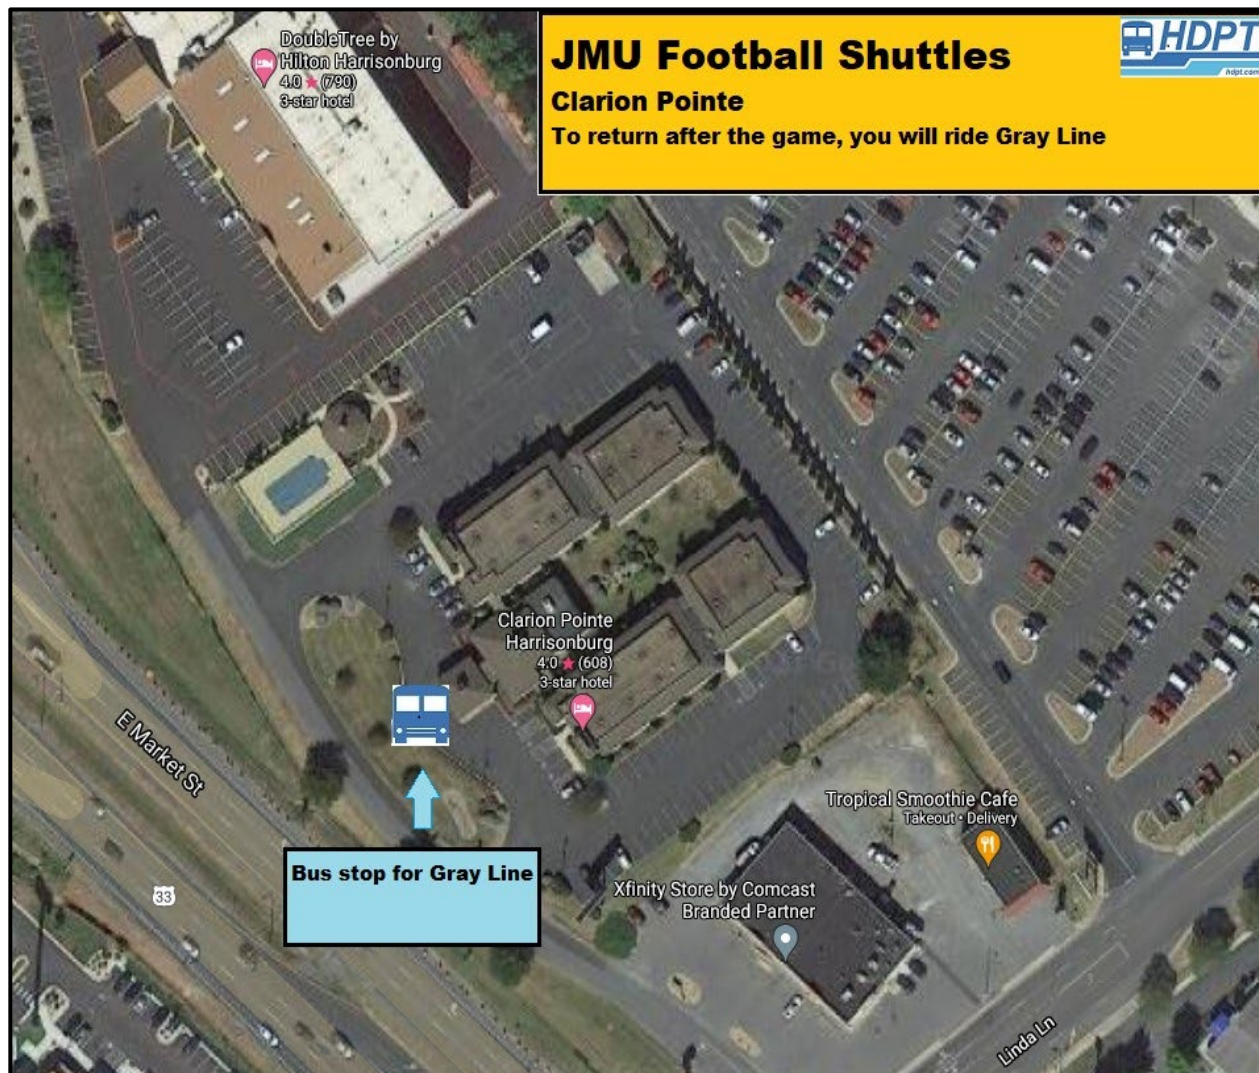 JMU Football Shuttles
Clarion Pointe
To return after the game, you will ride Gray Line
HDPT
hdpt.com
DoubleTree by
Hilton Harrisonburg
4.0 ★ (790)
3-star hotel
Clarion Pointe
Harrisonburg
4.0 ★ (608)
3-star hotel
E Market St
33
Bus stop for Gray Line
Tropical Smoothie Cafe
Takeout • Delivery
Xfinity Store by Comcast
Branded Partner
Linda Ln